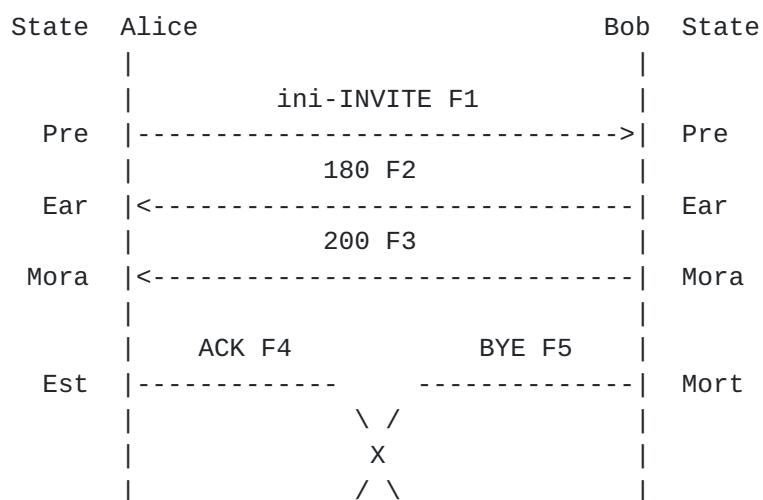 State  Alice                          Bob  State
       |                                |
       |         ini-INVITE F1          |
  Pre  |------------------------------->|  Pre
       |            180 F2              |
  Ear  |<-------------------------------|  Ear
       |            200 F3              |
 Mora  |<-------------------------------|  Mora
       |                                |
       |    ACK F4            BYE F5    |
  Est  |-------------     --------------|  Mort
       |              \ /               |
       |               X                |
       |              / \               |